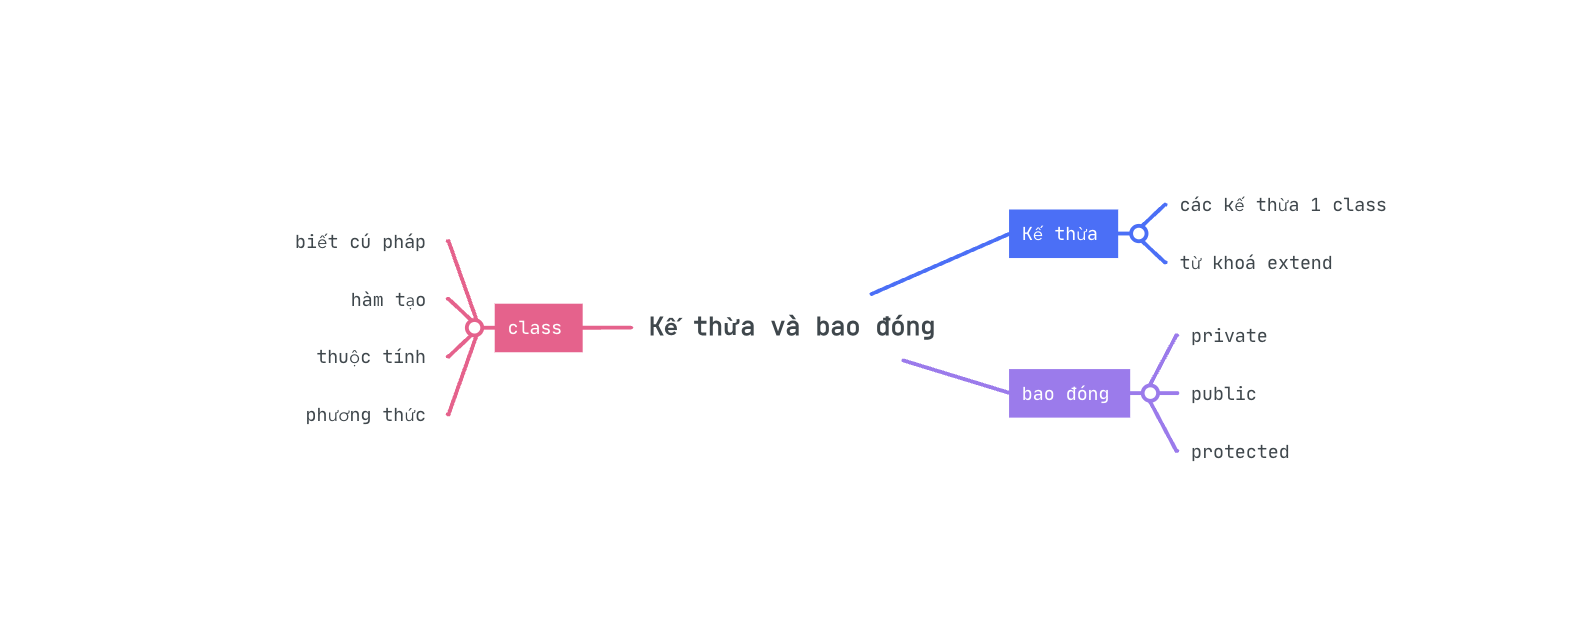 Kế thừa và bao đóng
class
biết cú pháp
hàm tạo
thuộc tính
phương thức
Kế thừa
các kế thừa 1 class
từ khoá extend
bao đóng
private
public
protected